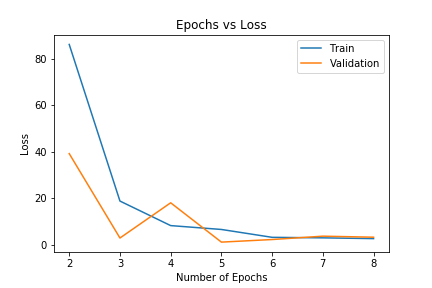 Epochs vs Loss
Train
Validation
80
60
40
20
0
Loss
2 3 4 5 6 7 8
Number of Epochs